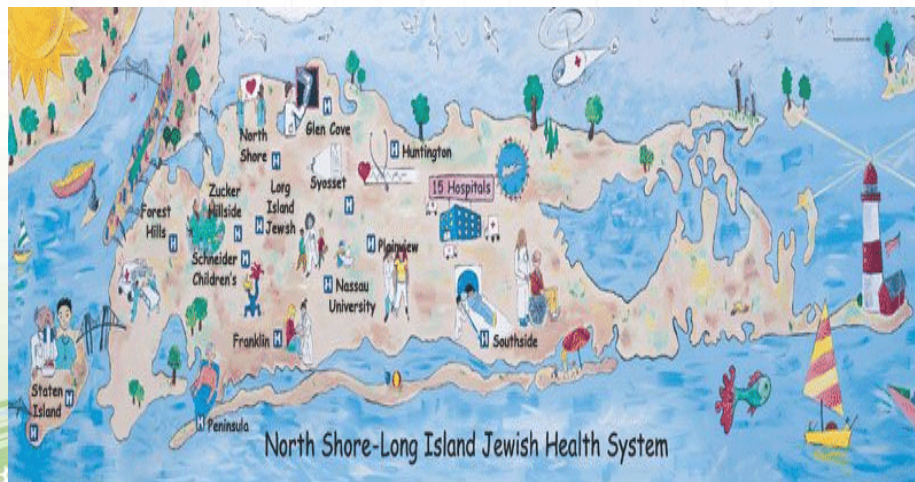 H
Glen Cove
North
Shore
H
H Huntington
Syosset
H
15 Hospitals
Zucker
Hillside
H
Long
Island
H Jewish
Forest
Hills
H
H Plainview
Schneider
Children's
H
H Nassau
University
Franklin H
H Southside
Staten
Island
H
H
H Peninsula
North Shore-Long Island Jewish Health System